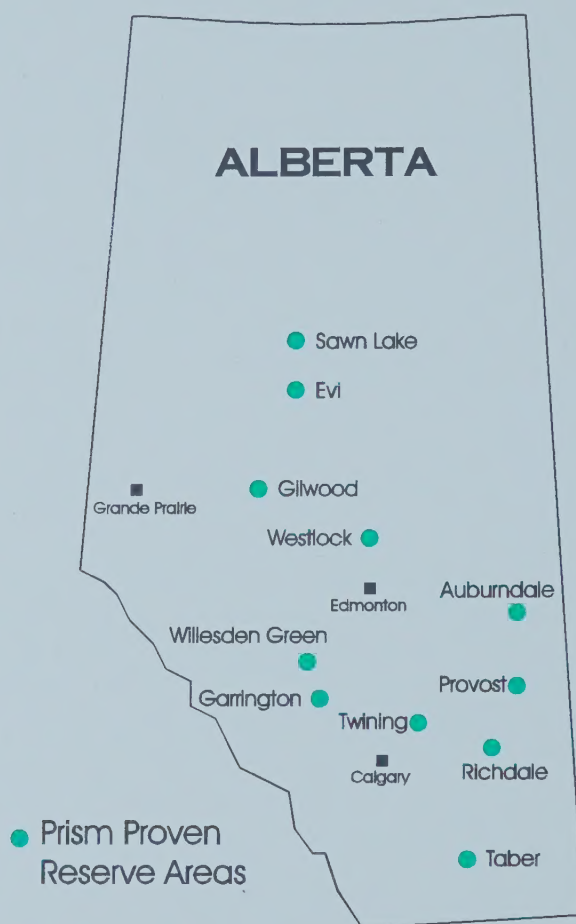 ALBERTA
Sawn Lake
Evi
Gilwood
Grande Prairie
Westlock
Edmonton
Auburndale
Willesden Green
Provost
Garrington
Twining
Calgary
Richdale
Prism Proven
Reserve Areas
Taber